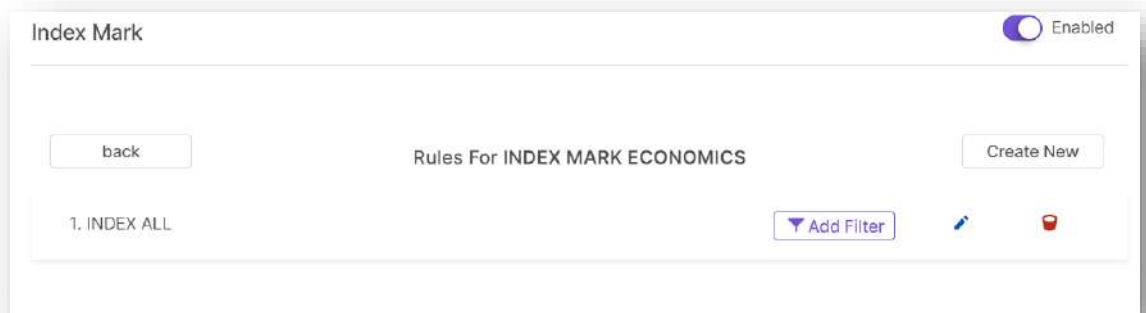 Index Mark
Enabled
back
Rules For INDEX MARK ECONOMICS
Create New
1. INDEX ALL
Add Filter